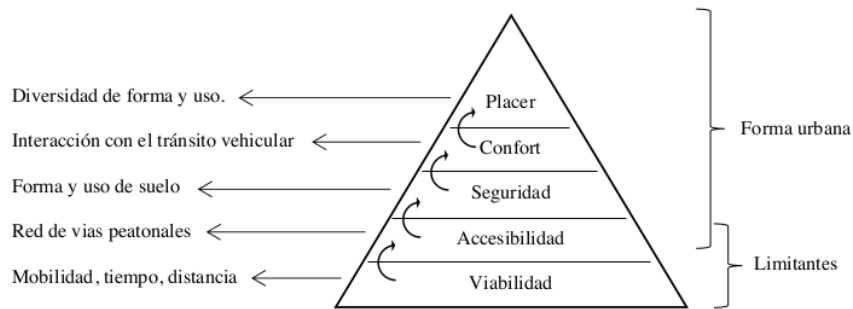 Diversidad de forma y uso.
Interacción con el tránsito vehicular
Forma y uso de suelo
Red de vias peatonales
Mobilidad, tiempo, distancia
Placer
Confort
Seguridad
Accesibilidad
Viabilidad
Forma urbana
Limitantes